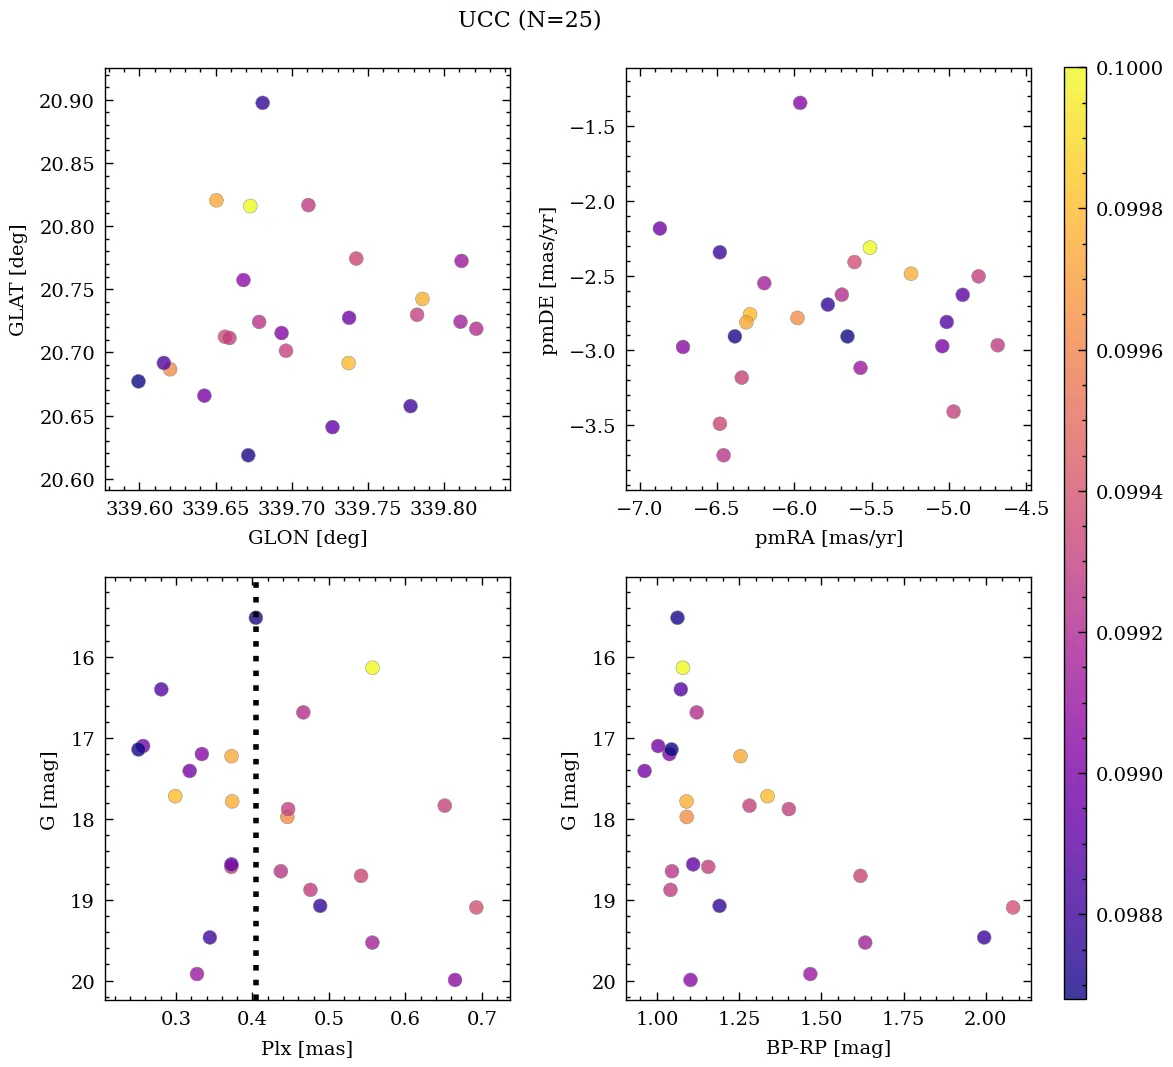 UCC (N=25)
20.90
20.85
20.80
20.75
20.70
20.65
20.60
GLAT [deg]
339.60 339.65 339.70 339.75 339.80
GLON [deg]
−1.5
−2.0
−2.5
−3.0
−3.5
pmDE [mas/yr]
−7.0 −6.5 −6.0 −5.5 −5.0 −4.5
pmRA [mas/yr]
16
17
18
19
20
G [mag]
0.3 0.4 0.5 0.6 0.7
Plx [mas]
16
17
18
19
20
G [mag]
1.00 1.25 1.50 1.75 2.00
BP-RP [mag]
0.1000
0.0998
0.0996
0.0994
0.0992
0.0990
0.0988